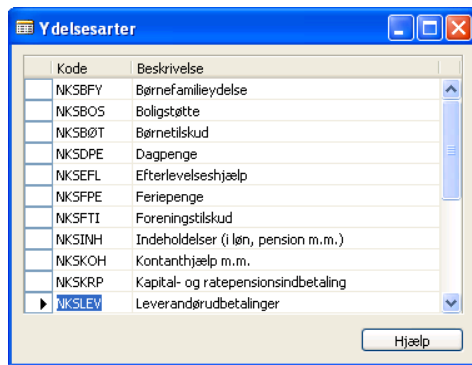 Ydelsesarter
Kode Beskrivelse
NKSBFY Børnefamilieydelse
NKSBOS Boligstøtte
NKSBØT Børnetilskud
NKSDPE Dagpenge
NKSEFL Efterlevelseshjælp
NKSFPE Feriepenge
NKSFTI Foreningstilskud
NKSINH Indeholdelser (i løn, pension m.m.)
NKSKOH Kontanthjælp m.m.
NKSKRP Kapital- og ratepensionsindbetaling
NKSLEV Leverandørudbetalinger
Hjælp